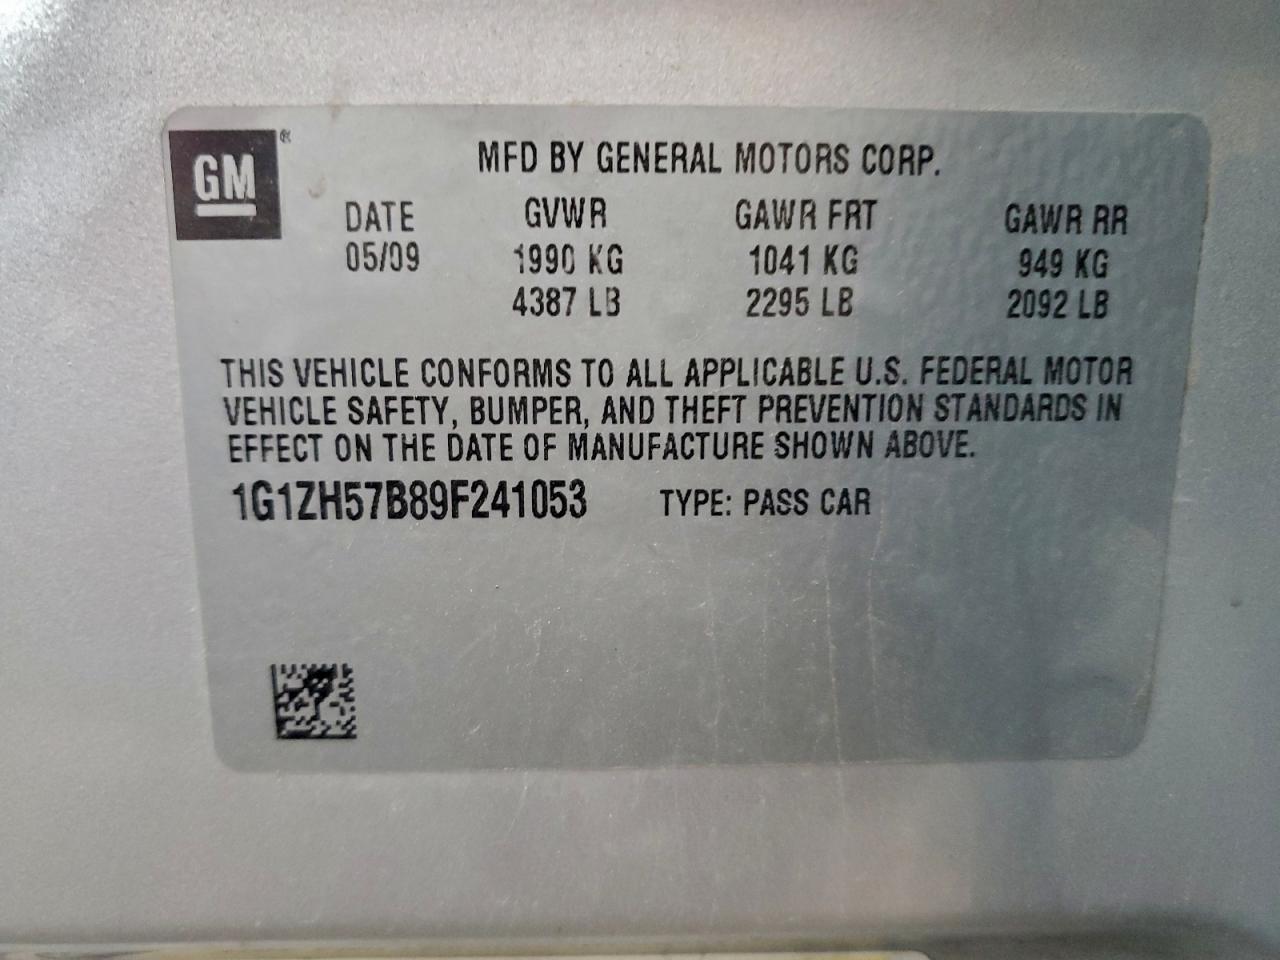 GM ®
MFD BY GENERAL MOTORS CORP.
DATE GVWR GAWR FRT GAWR RR
05/09 1990 KG 1041 KG 949 KG
4387 LB 2295 LB 2092 LB
THIS VEHICLE CONFORMS TO ALL APPLICABLE U.S. FEDERAL MOTOR
VEHICLE SAFETY, BUMPER, AND THEFT PREVENTION STANDARDS IN
EFFECT ON THE DATE OF MANUFACTURE SHOWN ABOVE.
1G1ZH57B89F241053 TYPE: PASS CAR